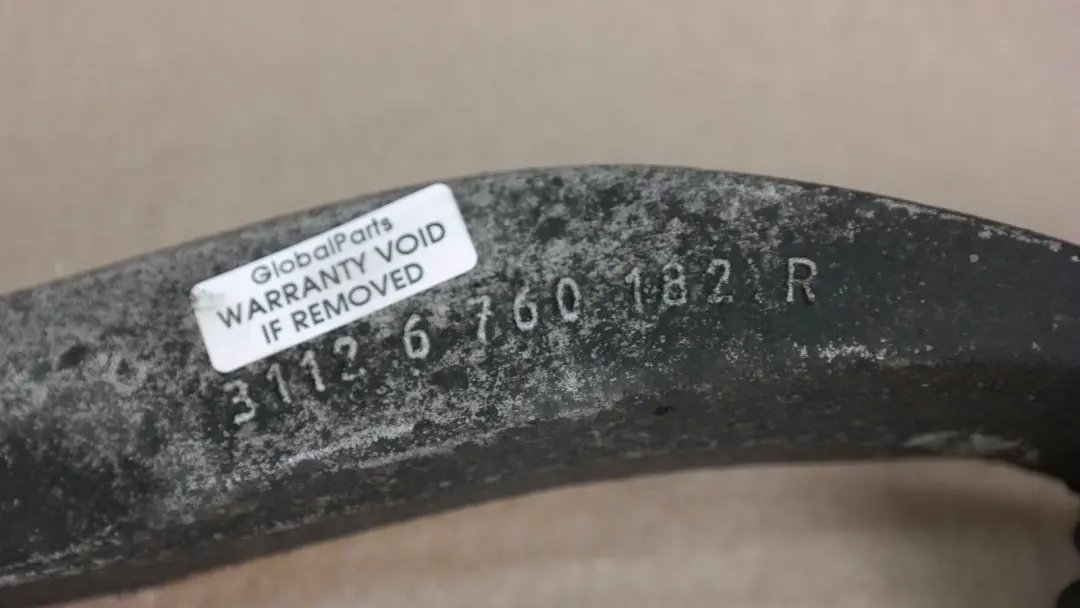 GlobalParts
WARRANTY VOID
IF REMOVED
3112 6 760 182 R